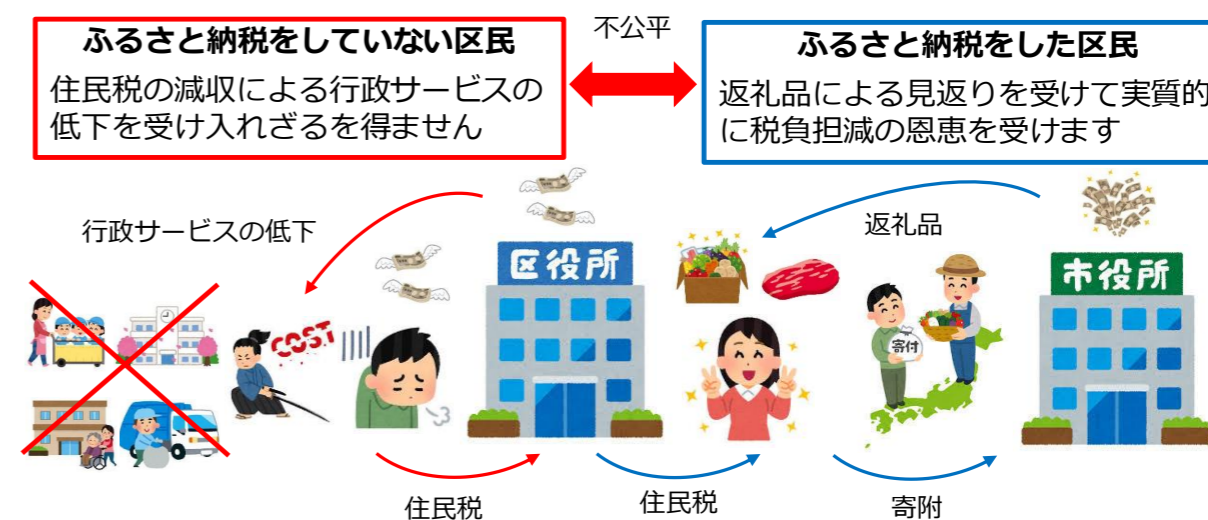 不公平
ふるさと納税をしていない区民
住民税の減収による行政サービスの
低下を受け入れざるを得ません
ふるさと納税をした区民
返礼品による見返りを受けて実質的
に税負担減の恩恵を受けます
行政サービスの低下
返礼品
区役所
市役所
COST
寄付
住民税
住民税
寄附